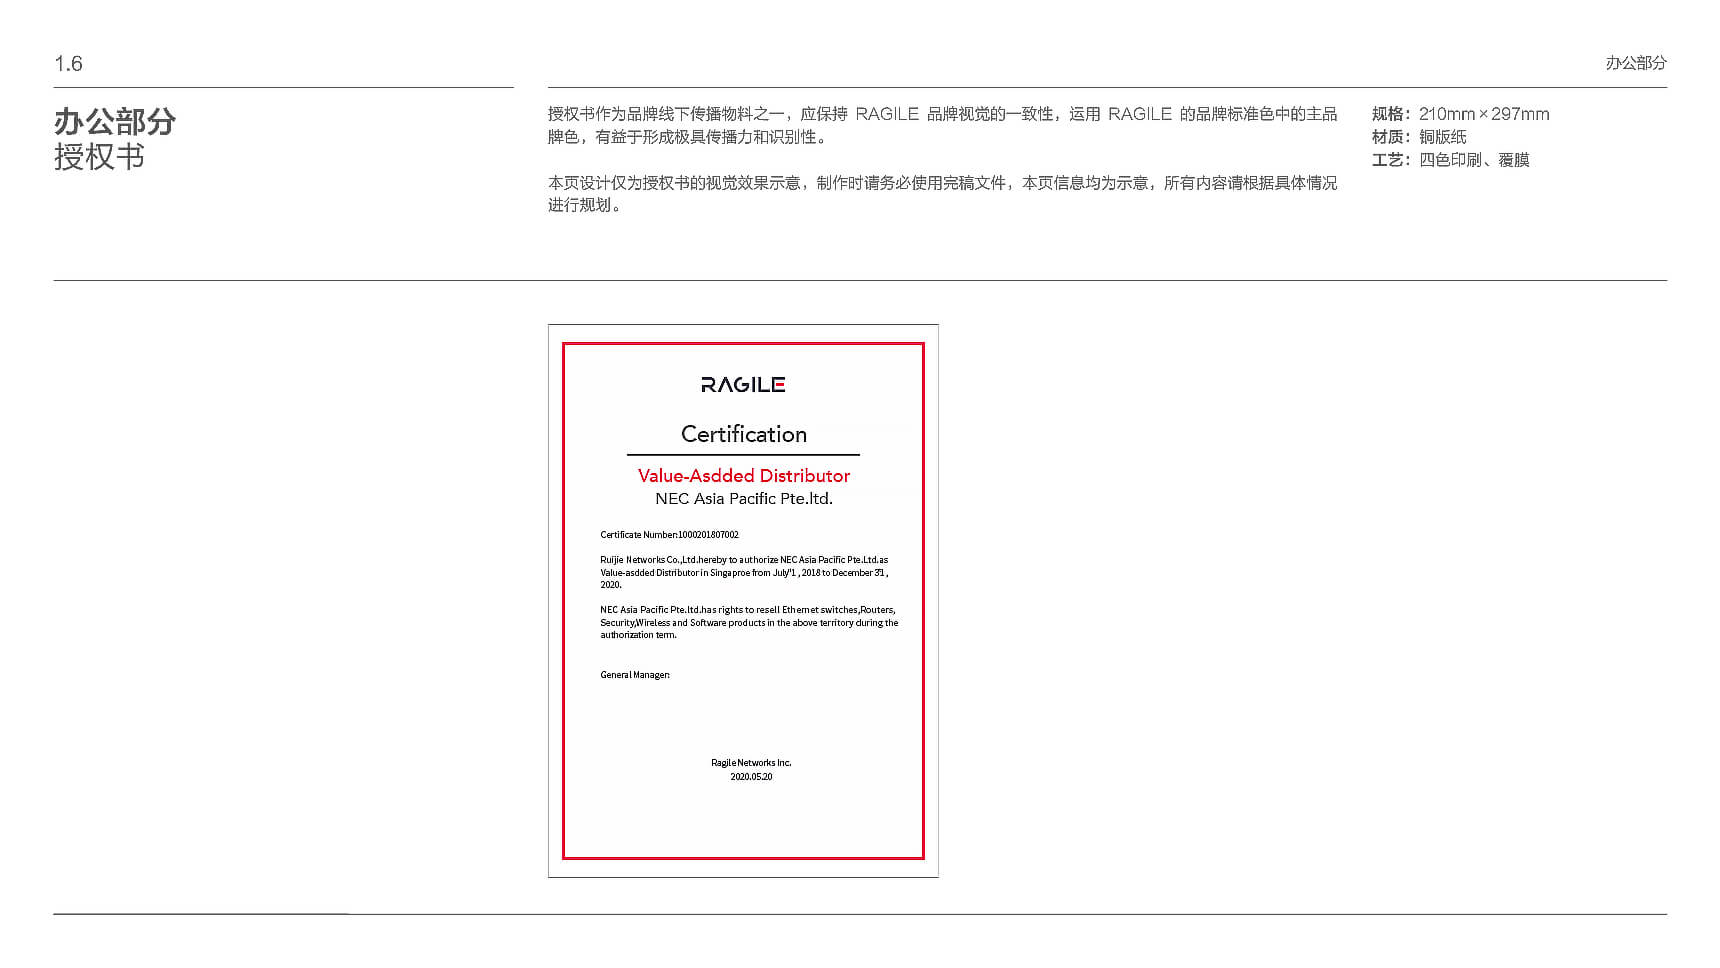 1.6
办公部分
办公部分
授权书
授权书作为品牌线下传播物料之一，应保持 RAGILE 品牌视觉的一致性，运用 RAGILE 的品牌标准色中的主品
牌色，有益于形成极具传播力和识别性。
本页设计仅为授权书的视觉效果示意，制作时请务必使用完稿文件，本页信息均为示意，所有内容请根据具体情况
进行规划。
规格：210mm×297mm
材质：铜版纸
工艺：四色印刷、覆膜
RAGILE
Certification
Value-Asdded Distributor
NEC Asia Pacific Pte.ltd.
Certificate Number:1000201807002
Ruijie Networks Co.,Ltd.hereby to authorize NEC Asia Pacific Pte.Ltd.as
Value-asdded Distributor in Singaproe from July"1 , 2018 to December 31 ,
2020.
NEC Asia Pacific Pte.ltd.has rights to resell Ethernet switches,Routers,
Security,Wireless and Software products in the above territory during the
authorization term.
General Manager:
Ragile Networks Inc.
2020.05.20